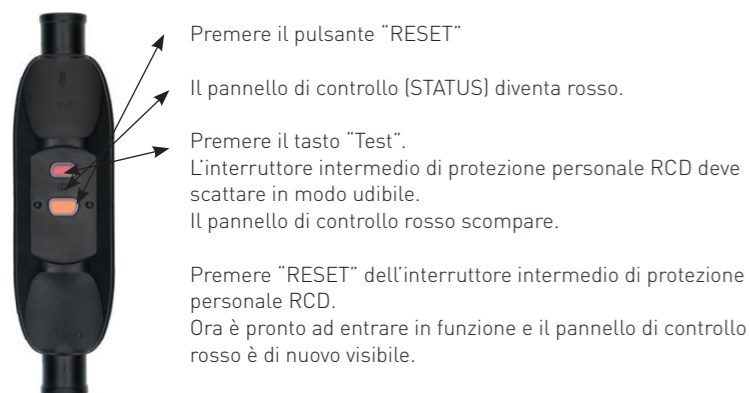 Premere il pulsante “RESET”
Il pannello di controllo (STATUS) diventa rosso.
Premere il tasto “Test”.
L’interruttore intermedio di protezione personale RCD deve
scattare in modo udibile.
Il pannello di controllo rosso scompare.
Premere “RESET” dell’interruttore intermedio di protezione
personale RCD.
Ora è pronto ad entrare in funzione e il pannello di controllo
rosso è di nuovo visibile.